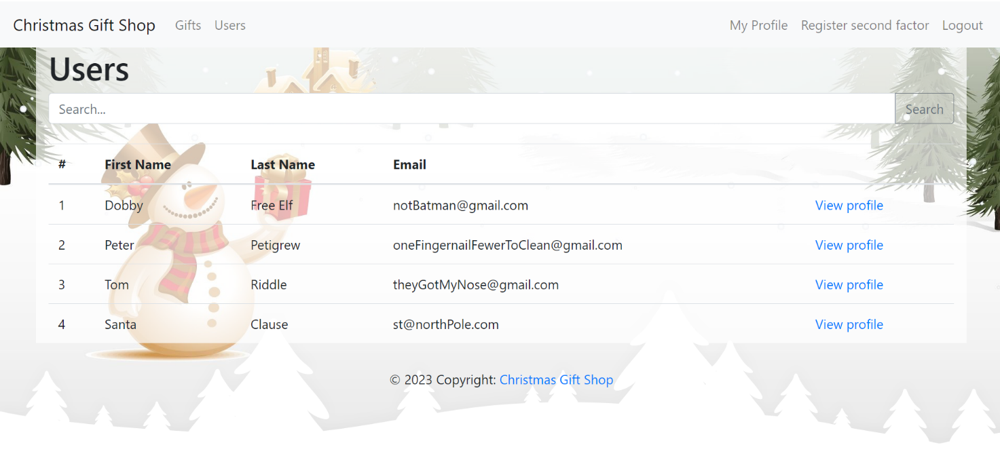 Christmas Gift Shop Gifts Users My Profile Register second factor Logout
Users
Search... Search
# First Name Last Name Email
1 Dobby Free Elf notBatman@gmail.com View profile
2 Peter Petigrew oneFingernailFewerToClean@gmail.com View profile
3 Tom Riddle theyGotMyNose@gmail.com View profile
4 Santa Clause st@northPole.com View profile
© 2023 Copyright: Christmas Gift Shop